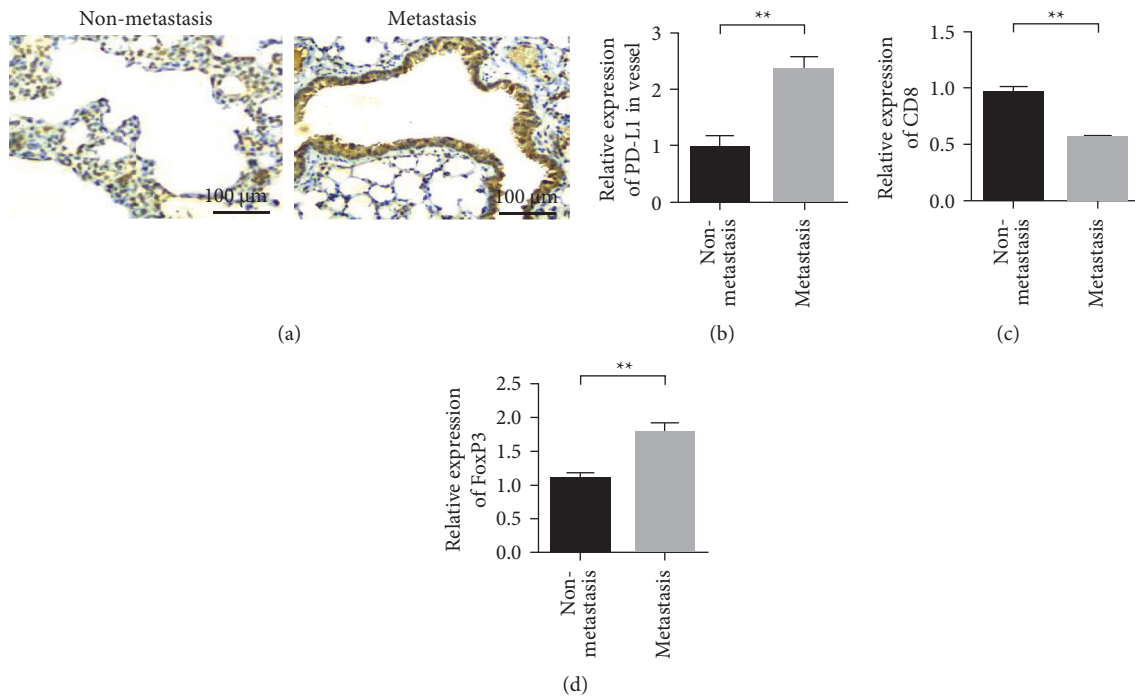 Non-metastasis
Metastasis
100 μm
100 μm
(a)
Relative expression
of PD-L1 in vessel
3
2
1
0
**
Non-
metastasis
Metastasis
(b)
Relative expression
of CD8
1.5
1.0
0.5
0.0
**
Non-
metastasis
Metastasis
(c)
Relative expression
of FoxP3
2.5
2.0
1.5
1.0
0.5
0.0
**
Non-
metastasis
Metastasis
(d)